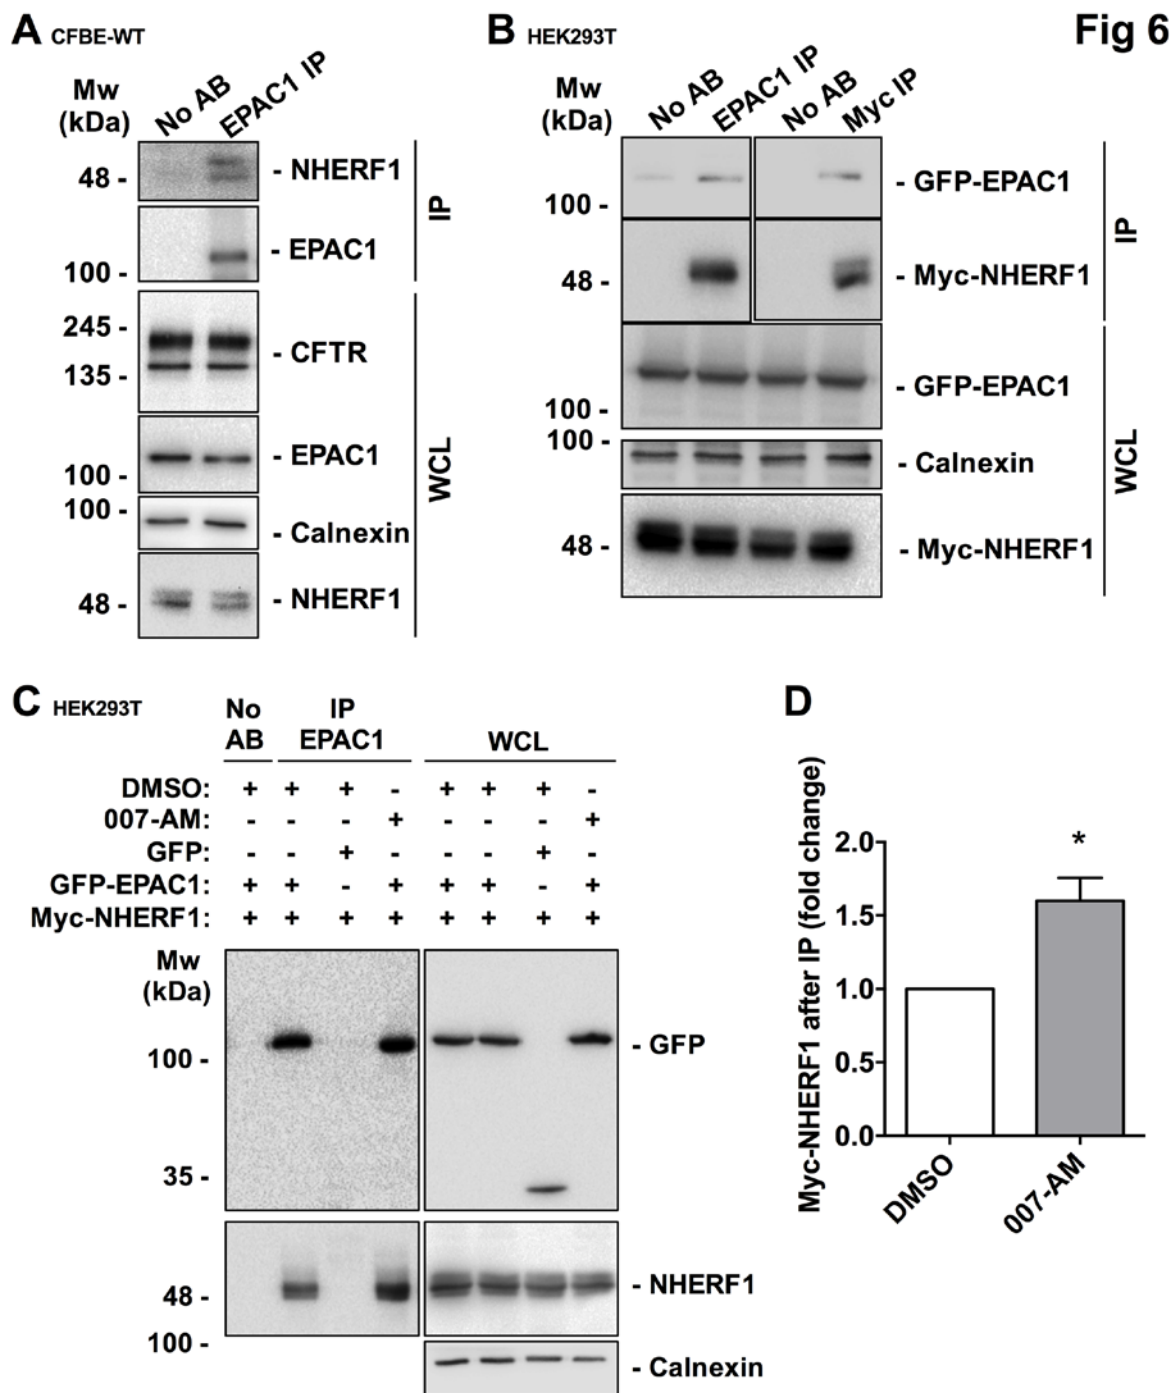 A CFBE-WT
Mw
(kDa)
No AB
EPAC1 IP
48 -
- NHERF1
100 -
- EPAC1
IP
245 -
135 -
- CFTR
100 -
- EPAC1
100 -
- Calnexin
48 -
- NHERF1
WCL
B HEK293T
Fig 6
Mw
(kDa)
No AB
EPAC1 IP
No AB
Myc IP
100 -
- GFP-EPAC1
48 -
- Myc-NHERF1
IP
100 -
- GFP-EPAC1
100 -
- Calnexin
48 -
- Myc-NHERF1
WCL
C HEK293T
No
AB
IP
EPAC1
WCL
DMSO: + + + - + + + -
007-AM: - - - + - - - +
GFP: - - + - - - + -
GFP-EPAC1: + + - + + + - +
Myc-NHERF1: + + + + + + + +
Mw
(kDa)
100 -
- GFP
35 -
48 -
- NHERF1
100 -
- Calnexin
D
Myc-NHERF1 after IP (fold change)
2.0
1.5
1.0
0.5
0.0
*
DMSO
007-AM